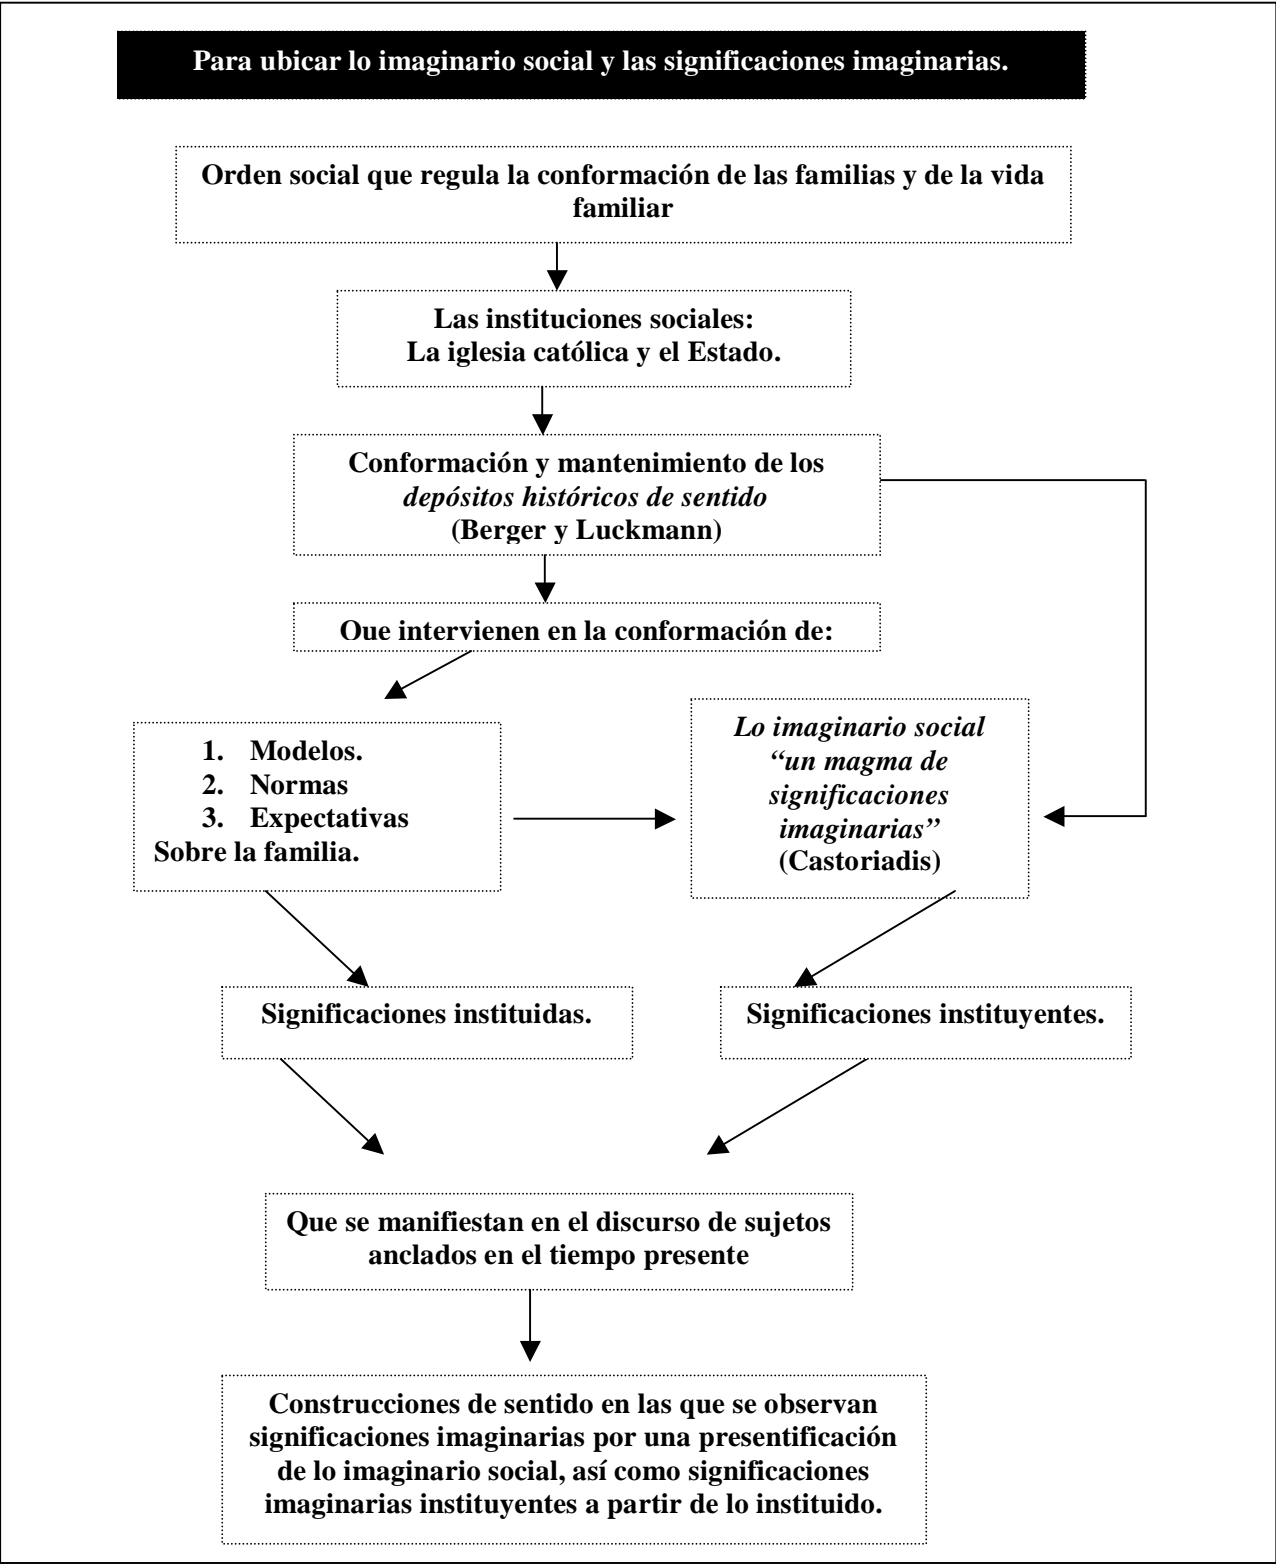 Para ubicar lo imaginario social y las significaciones imaginarias.
Orden social que regula la conformación de las familias y de la vida
familiar
Las instituciones sociales:
La iglesia católica y el Estado.
Conformación y mantenimiento de los
depósitos históricos de sentido
(Berger y Luckmann)
Que intervienen en la conformación de:
1. Modelos.
2. Normas
3. Expectativas
Sobre la familia.
Lo imaginario social
“un magma de
significaciones
imaginarias”
(Castoriadis)
Significaciones instituidas.
Significaciones instituyentes.
Que se manifiestan en el discurso de sujetos
anclados en el tiempo presente
Construcciones de sentido en las que se observan
significaciones imaginarias por una presentificación
de lo imaginario social, así como significaciones
imaginarias instituyentes a partir de lo instituido.